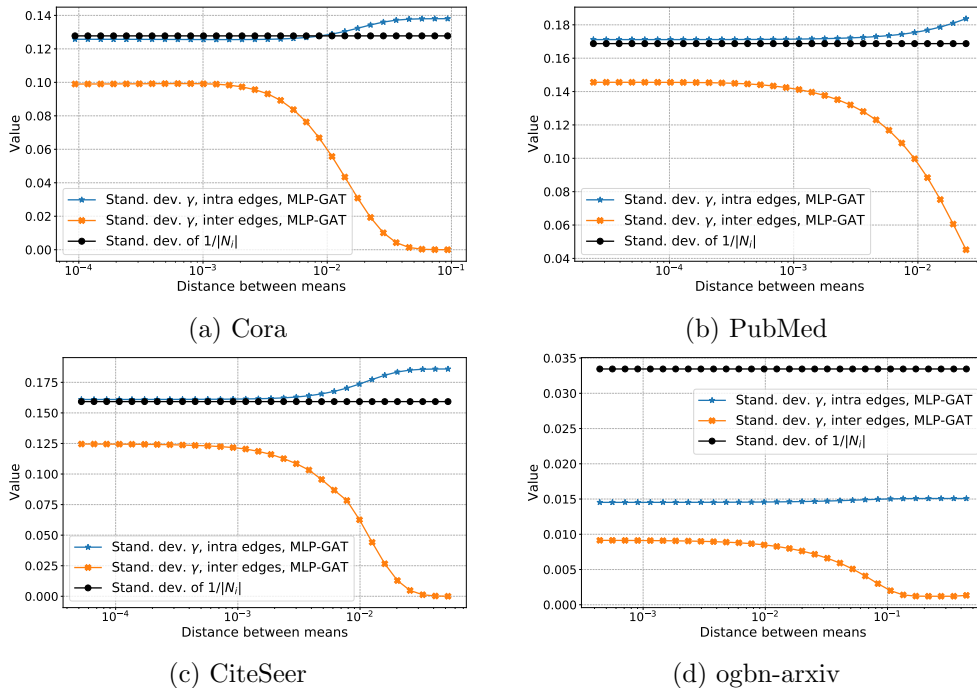 0.14
0.12
0.10
0.08
0.06
0.04
0.02
0.00
Value
Stand. dev. γ, intra edges, MLP-GAT
Stand. dev. γ, inter edges, MLP-GAT
Stand. dev. of 1/|Nᵢ|
10⁻⁴ 10⁻³ 10⁻² 10⁻¹
Distance between means
(a) Cora
0.18
0.16
0.14
0.12
0.10
0.08
0.06
0.04
Value
Stand. dev. γ, intra edges, MLP-GAT
Stand. dev. γ, inter edges, MLP-GAT
Stand. dev. of 1/|Nᵢ|
10⁻⁴ 10⁻³ 10⁻²
Distance between means
(b) PubMed
0.175
0.150
0.125
0.100
0.075
0.050
0.025
0.000
Value
Stand. dev. γ, intra edges, MLP-GAT
Stand. dev. γ, inter edges, MLP-GAT
Stand. dev. of 1/|Nᵢ|
10⁻⁴ 10⁻³ 10⁻²
Distance between means
(c) CiteSeer
0.035
0.030
0.025
0.020
0.015
0.010
0.005
0.000
Value
Stand. dev. γ, intra edges, MLP-GAT
Stand. dev. γ, inter edges, MLP-GAT
Stand. dev. of 1/|Nᵢ|
10⁻³ 10⁻² 10⁻¹
Distance between means
(d) ogbn-arxiv